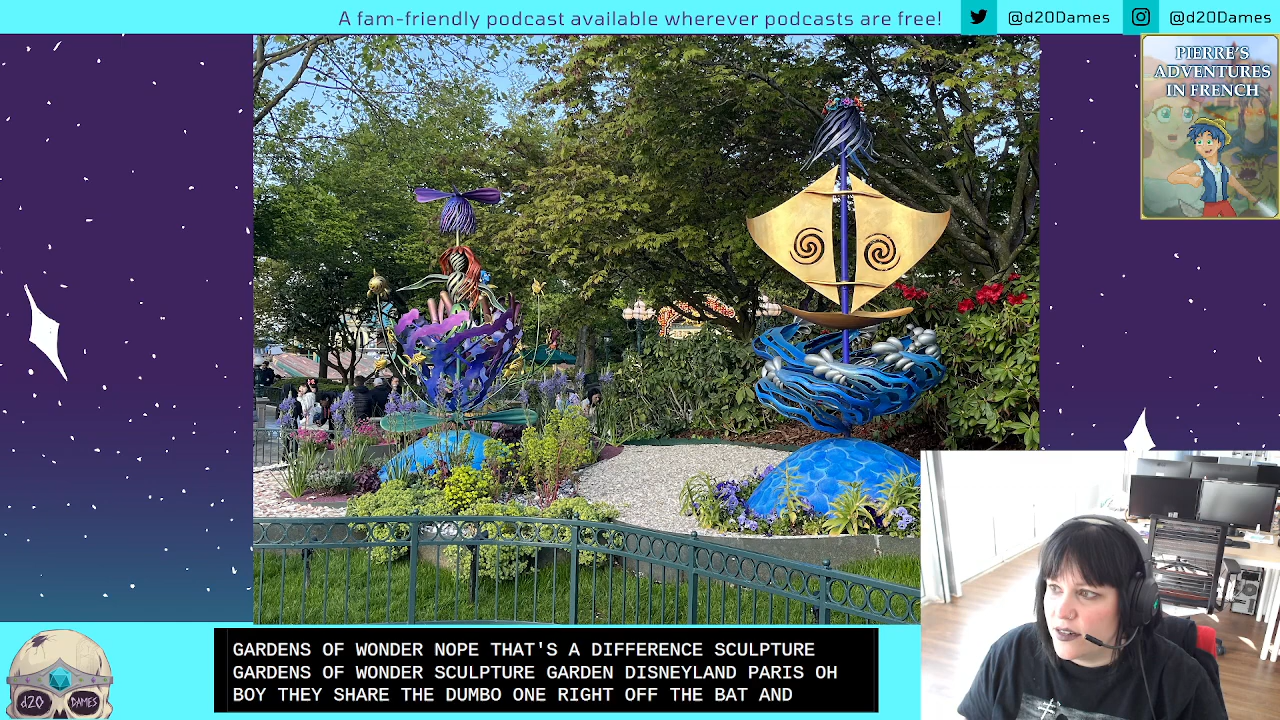 A fam-friendly podcast available wherever podcasts are free!
@d20Dames
@d20Dames
PIERRE'S
ADVENTURES
IN FRENCH
GARDENS OF WONDER NOPE THAT'S A DIFFERENCE SCULPTURE
GARDENS OF WONDER SCULPTURE GARDEN DISNEYLAND PARIS OH
BOY THEY SHARE THE DUMBO ONE RIGHT OFF THE BAT AND
d20 DAMES